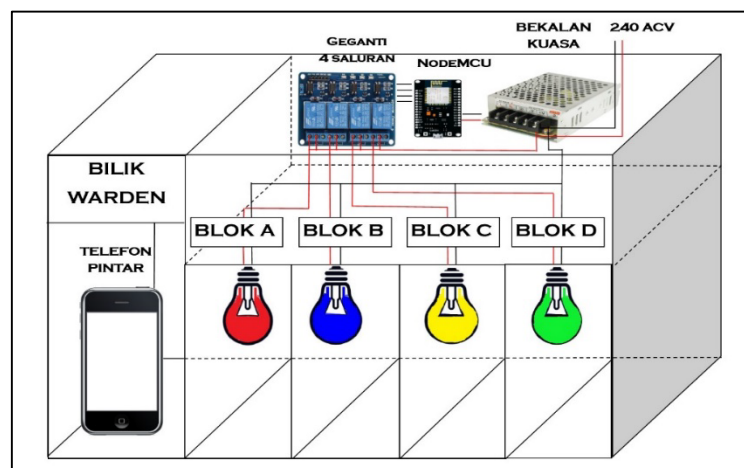 BEKALAN 240 ACV
KUASA
GEGANTI
4 SALURAN
NODEMCU
BILIK
WARDEN
TELEFON
PINTAR
BLOK A
BLOK B
BLOK C
BLOK D